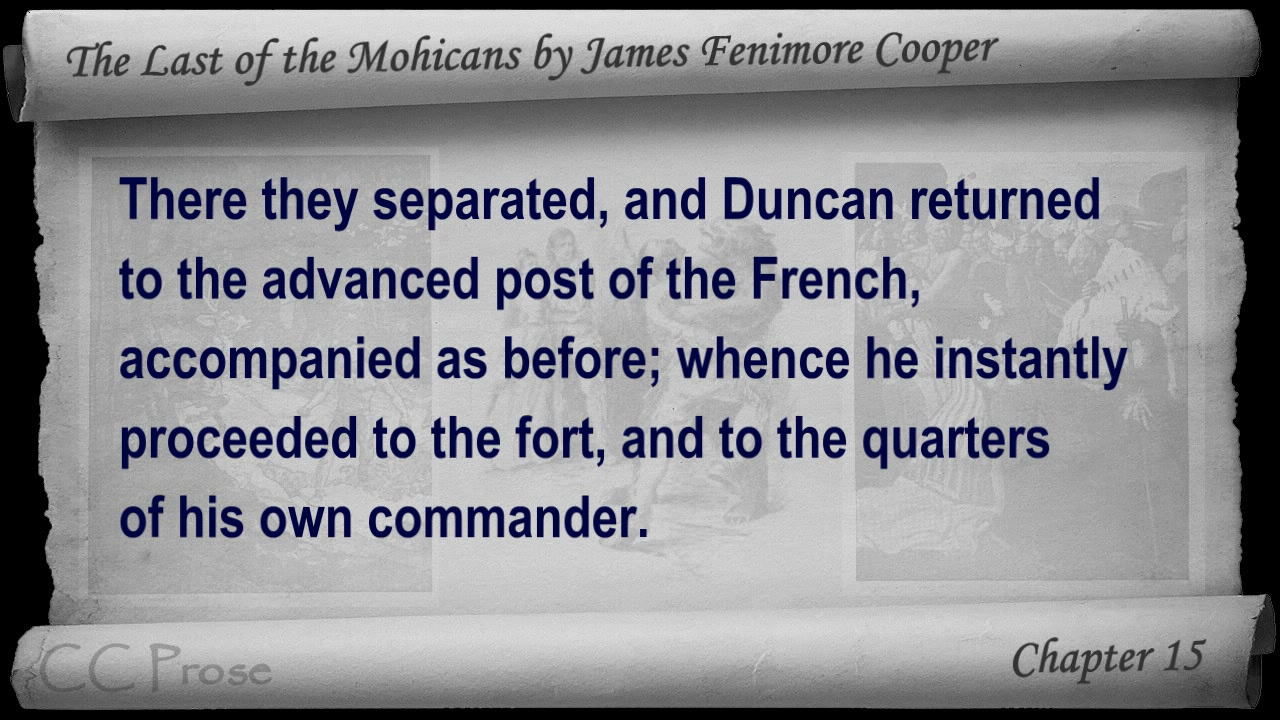 The Last of the Mohicans by James Fenimore Cooper
There they separated, and Duncan returned
to the advanced post of the French,
accompanied as before; whence he instantly
proceeded to the fort, and to the quarters
of his own commander.
CC Prose
Chapter 15